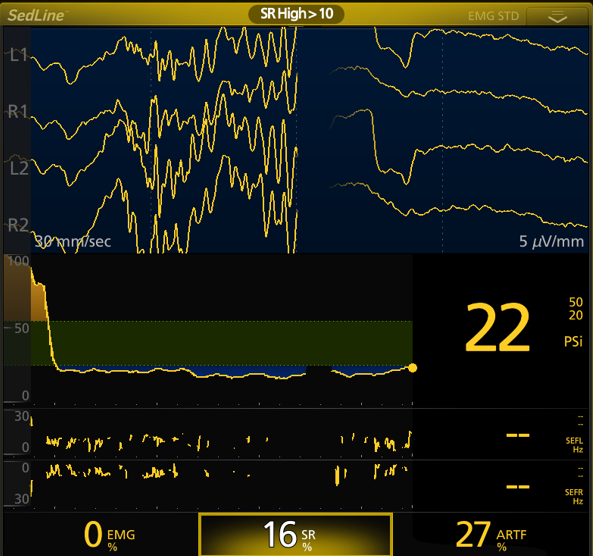 SedLine
SR High > 10
EMG STD
L1
R1
L2
R2
30 mm/sec
5 µV/mm
100
50
0
50
20
22
PSi
30
0
--
--
--
SEFL
Hz
0
30
--
--
--
SEFR
Hz
0 EMG %
16 SR %
27 ARTF %